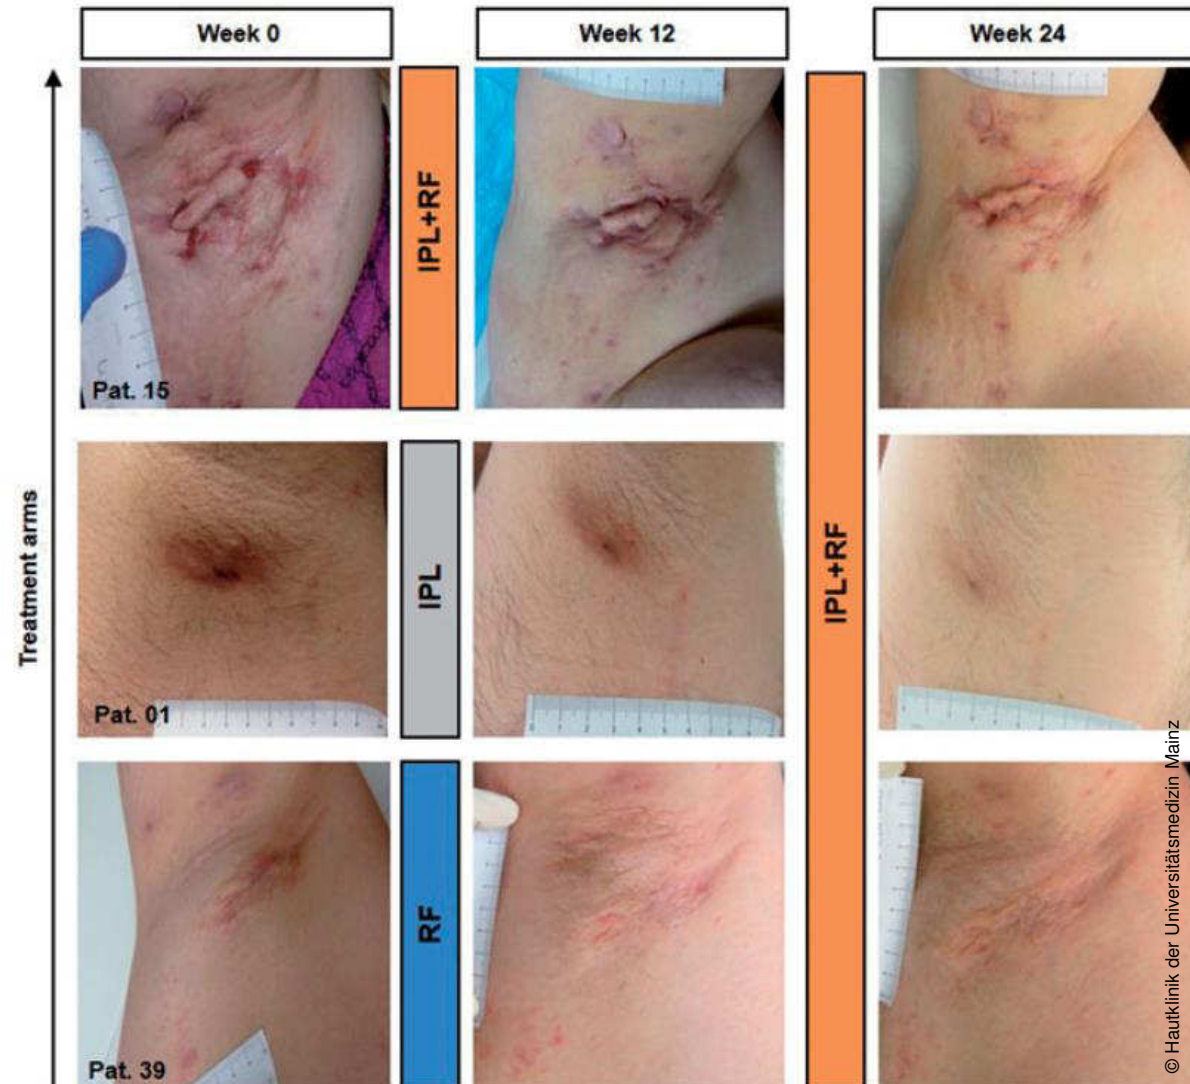 Week 0
Week 12
Week 24
Treatment arms
IPL+RF
Pat. 15
IPL
Pat. 01
RF
Pat. 39
IPL+RF
© Hautklinik der Universitätsmedizin Mainz